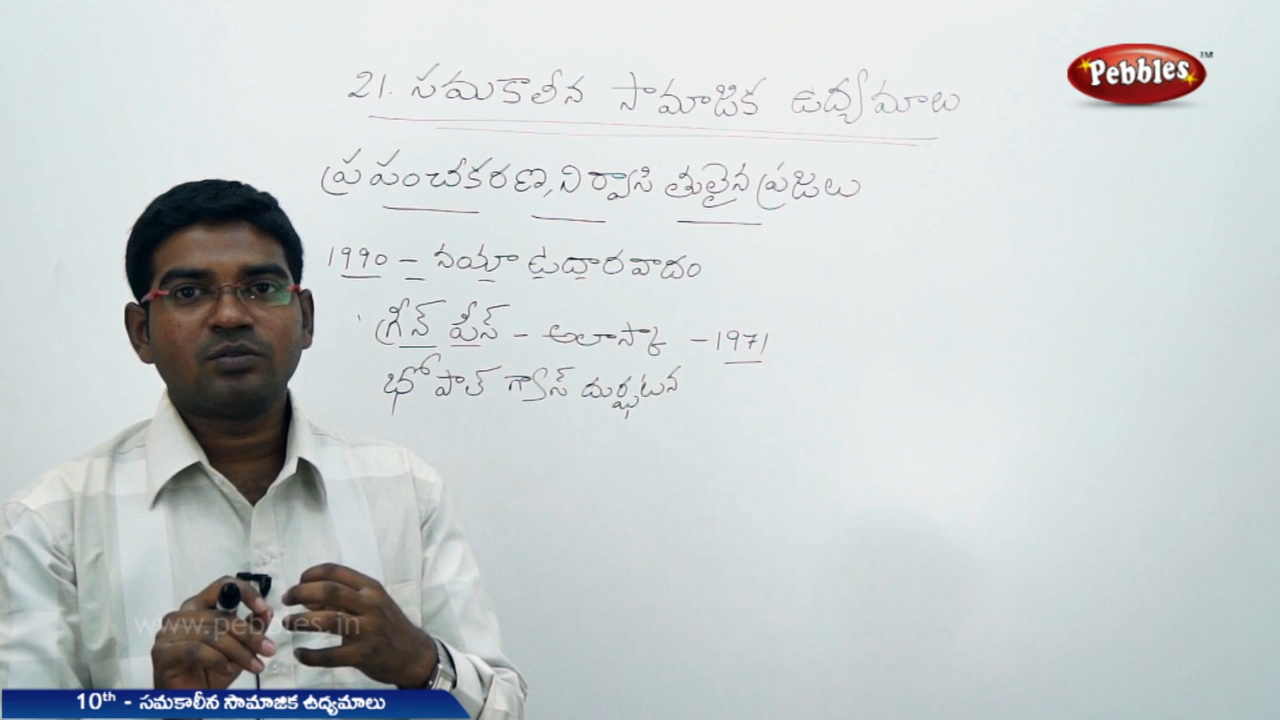 21. సమకాలీన సామాజిక ఉద్యమాలు
Pebbles™
ప్రపంచీకరణ, నిర్వాసితులైన ప్రజలు
1990 - నయా ఉదారవాదం
గ్రీన్ పీస్ - అలాస్కా - 1971
భోపాల్ గ్యాస్ దుర్ఘటన
www.pebbles.in
10th - సమకాలీన సామాజిక ఉద్యమాలు